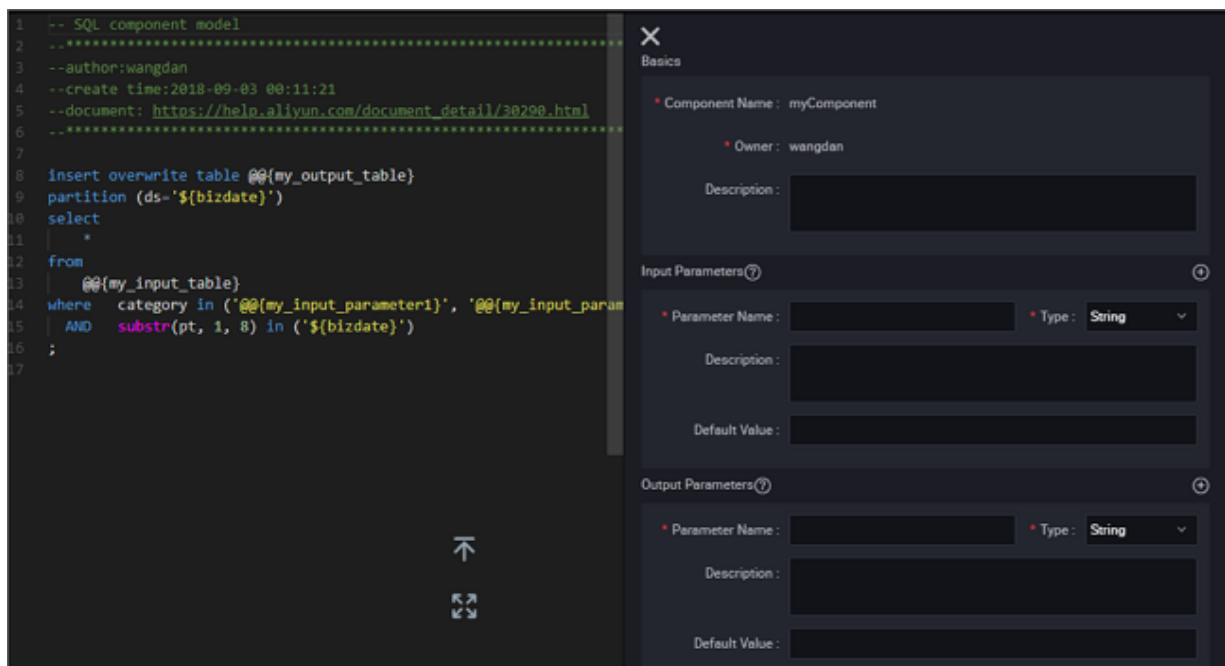 1 -- SQL component model
2 --******************************************************************************
3 --author:wangdan
4 --create time:2018-09-03 00:11:21
5 --document: https://help.aliyun.com/document_detail/30290.html
6 --******************************************************************************
7
8 insert overwrite table @@{my_output_table}
9 partition (ds='${bizdate}')
10 select
11 *
12 from
13 @@{my_input_table}
14 where category in ('@@{my_input_parameter1}', '@@{my_input_param
15 AND substr(pt, 1, 8) in ('${bizdate}')
16 ;
17
Basics
* Component Name : myComponent
* Owner : wangdan
Description :
Input Parameters?
* Parameter Name : * Type : String
Description :
Default Value :
Output Parameters?
* Parameter Name : * Type : String
Description :
Default Value :